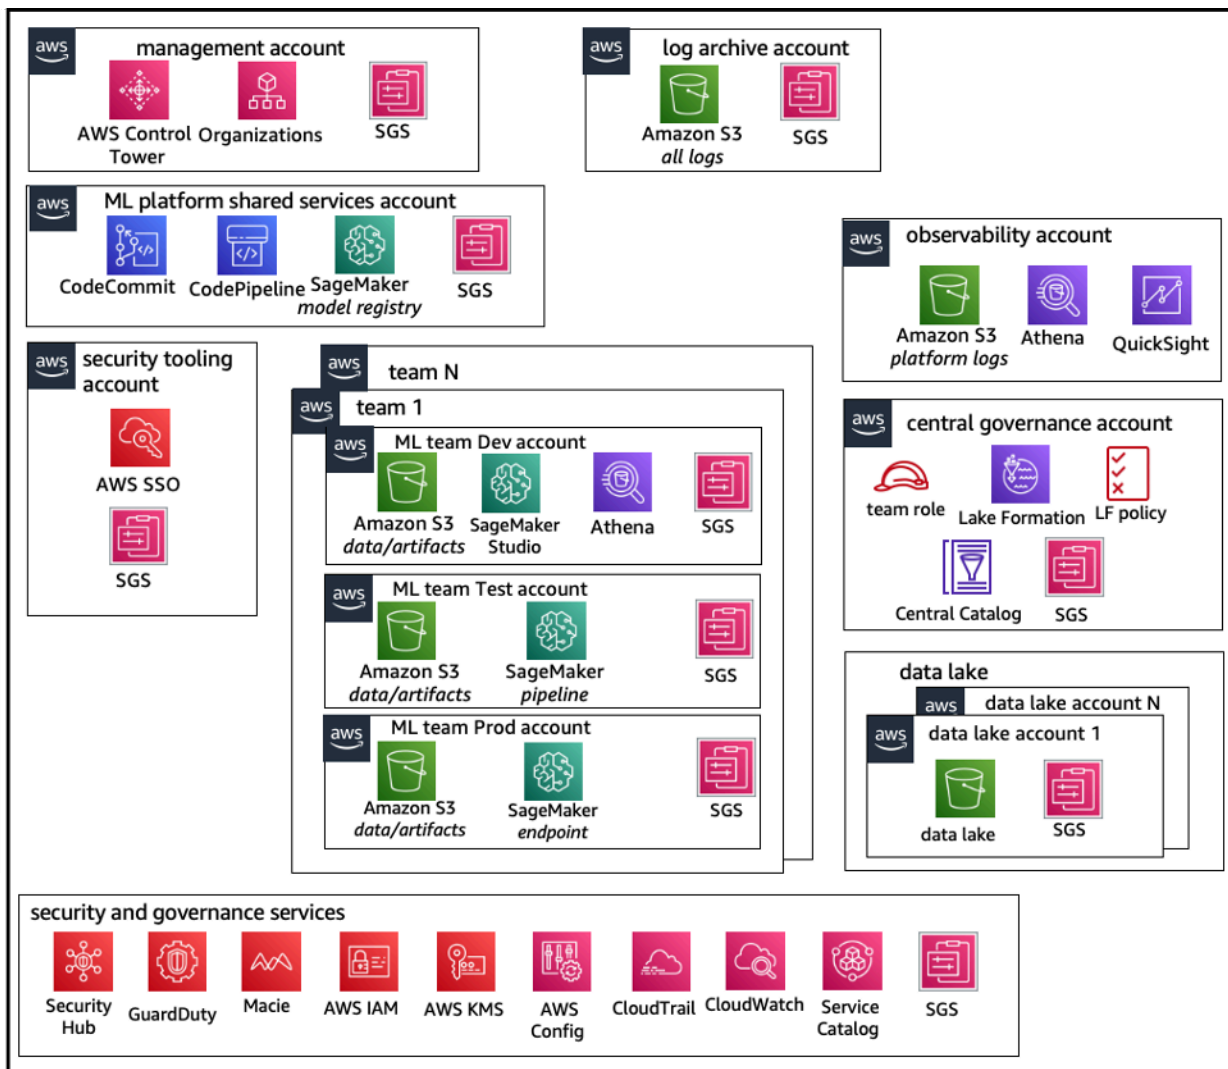 aws
management account
AWS Control
Tower
Organizations
SGS
aws
log archive account
Amazon S3
all logs
SGS
aws
ML platform shared services account
CodeCommit
CodePipeline
SageMaker
model registry
SGS
aws
observability account
Amazon S3
platform logs
Athena
QuickSight
aws
security tooling
account
AWS SSO
SGS
aws
team N
aws
team 1
aws
ML team Dev account
Amazon S3
data/artifacts
SageMaker
Studio
Athena
SGS
aws
ML team Test account
Amazon S3
data/artifacts
SageMaker
pipeline
SGS
aws
ML team Prod account
Amazon S3
data/artifacts
SageMaker
endpoint
SGS
aws
central governance account
team role
Lake Formation
LF policy
Central Catalog
SGS
data lake
aws
data lake account N
aws
data lake account 1
data lake
SGS
security and governance services
Security
Hub
GuardDuty
Macie
AWS IAM
AWS KMS
AWS
Config
CloudTrail
CloudWatch
Service
Catalog
SGS